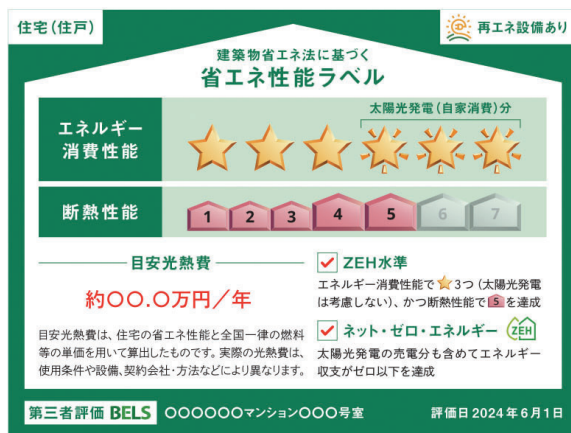 住宅(住戸)
再エネ設備あり
建築物省エネ法に基づく
省エネ性能ラベル
エネルギー
消費性能
太陽光発電(自家消費)分
断熱性能
1 2 3 4 5 6 7
目安光熱費
約〇〇.〇万円/年
目安光熱費は、住宅の省エネ性能と全国一律の燃料
等の単価を用いて算出したものです。実際の光熱費は、
使用条件や設備、契約会社・方法などにより異なります。
ZEH水準
エネルギー消費性能で★3つ(太陽光発電
は考慮しない)、かつ断熱性能で5を達成
ネット・ゼロ・エネルギー ZEH
太陽光発電の売電分も含めてエネルギー
収支がゼロ以下を達成
第三者評価 BELS 〇〇〇〇〇〇マンション〇〇〇号室 評価日2024年6月1日